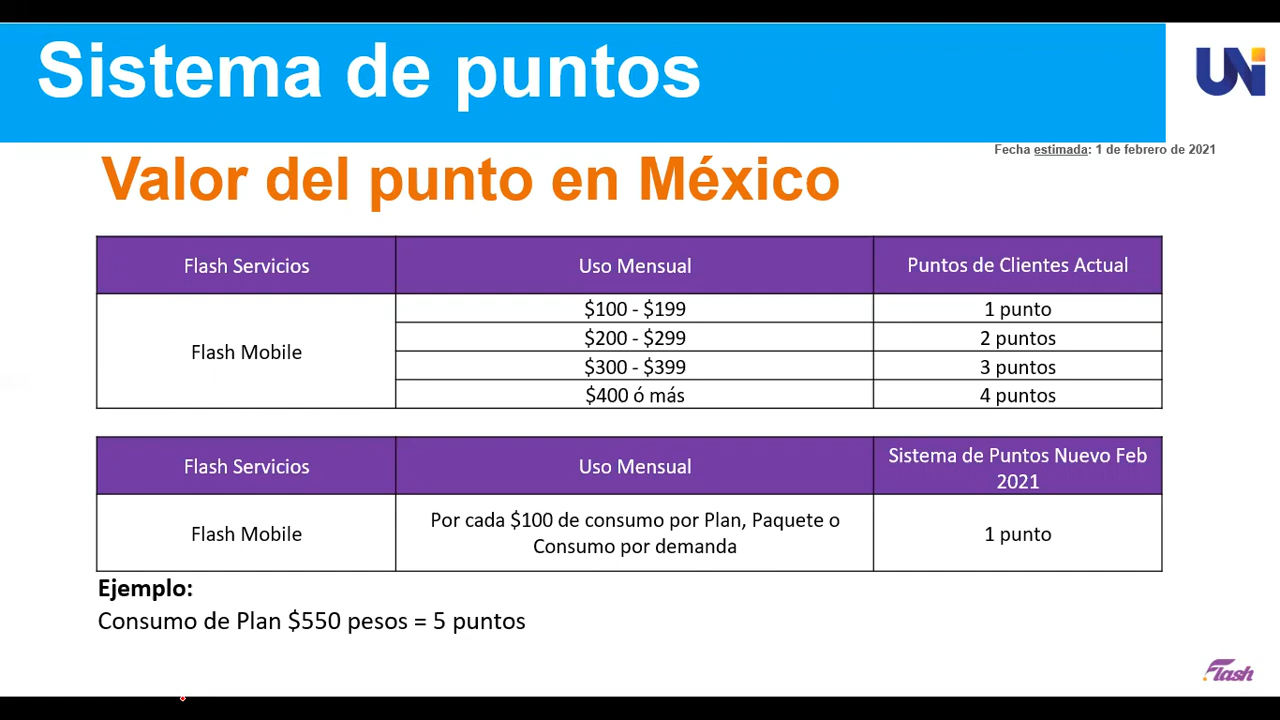 Sistema de puntos
UNi
Fecha estimada: 1 de febrero de 2021
Valor del punto en México
Flash Servicios
Uso Mensual
Puntos de Clientes Actual
Flash Mobile
$100 - $199
1 punto
$200 - $299
2 puntos
$300 - $399
3 puntos
$400 ó más
4 puntos
Flash Servicios
Uso Mensual
Sistema de Puntos Nuevo Feb
2021
Flash Mobile
Por cada $100 de consumo por Plan, Paquete o
Consumo por demanda
1 punto
Ejemplo:
Consumo de Plan $550 pesos = 5 puntos
Flash